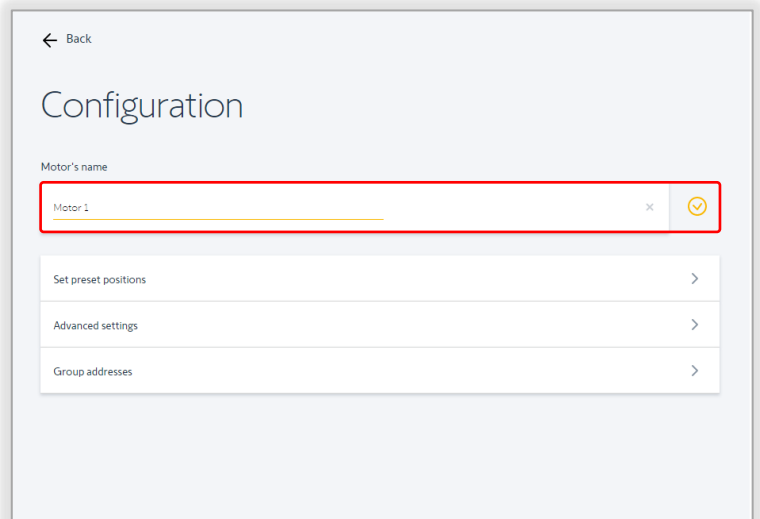 Back
Configuration
Motor's name
Motor 1
Set preset positions
Advanced settings
Group addresses